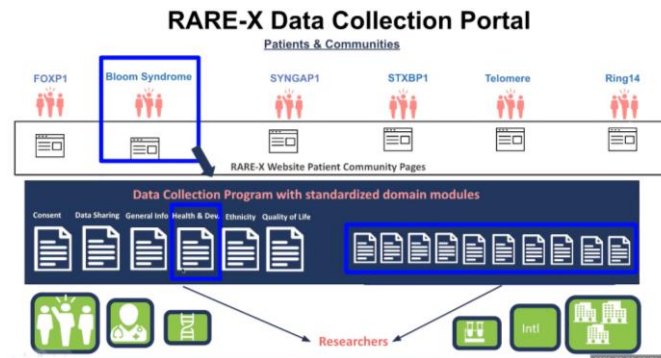 RARE-X Data Collection Portal
Patients & Communities
FOXP1 Bloom Syndrome SYNGAP1 STXBP1 Telomere Ring14
RARE-X Website Patient Community Pages
Data Collection Program with standardized domain modules
Consent Data Sharing General Info Health & Dev. Ethnicity Quality of Life
Researchers
Intl